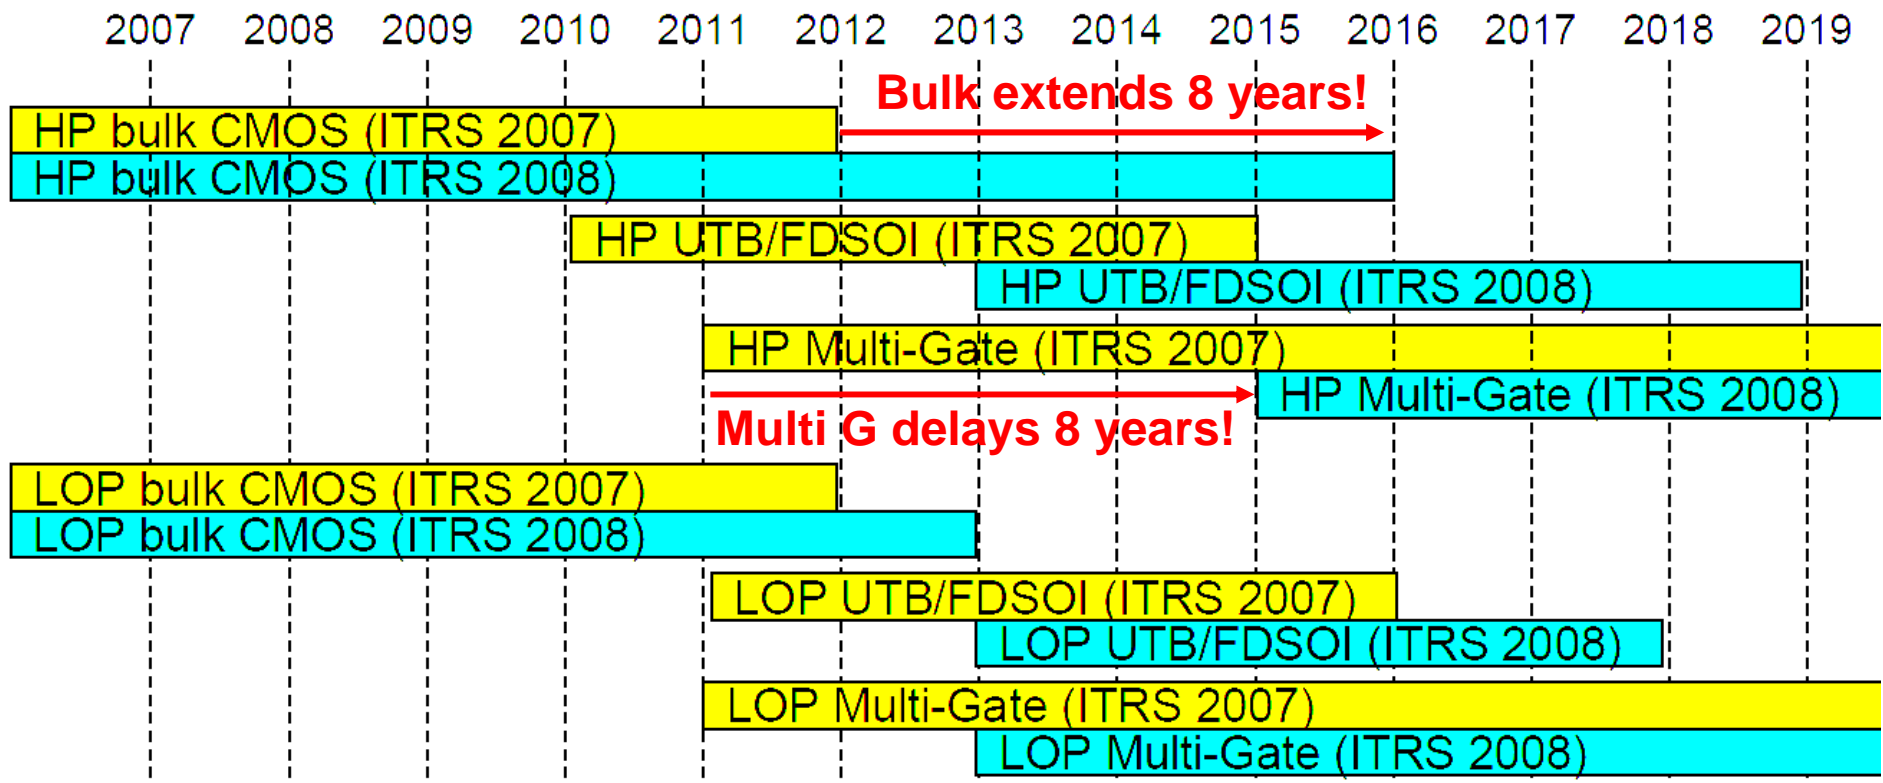 2007 2008 2009 2010 2011 2012 2013 2014 2015 2016 2017 2018 2019
Bulk extends 8 years!
HP bulk CMOS (ITRS 2007)
HP bulk CMOS (ITRS 2008)
HP UTB/FDSOI (ITRS 2007)
HP UTB/FDSOI (ITRS 2008)
HP Multi-Gate (ITRS 2007)
HP Multi-Gate (ITRS 2008)
Multi G delays 8 years!
LOP bulk CMOS (ITRS 2007)
LOP bulk CMOS (ITRS 2008)
LOP UTB/FDSOI (ITRS 2007)
LOP UTB/FDSOI (ITRS 2008)
LOP Multi-Gate (ITRS 2007)
LOP Multi-Gate (ITRS 2008)